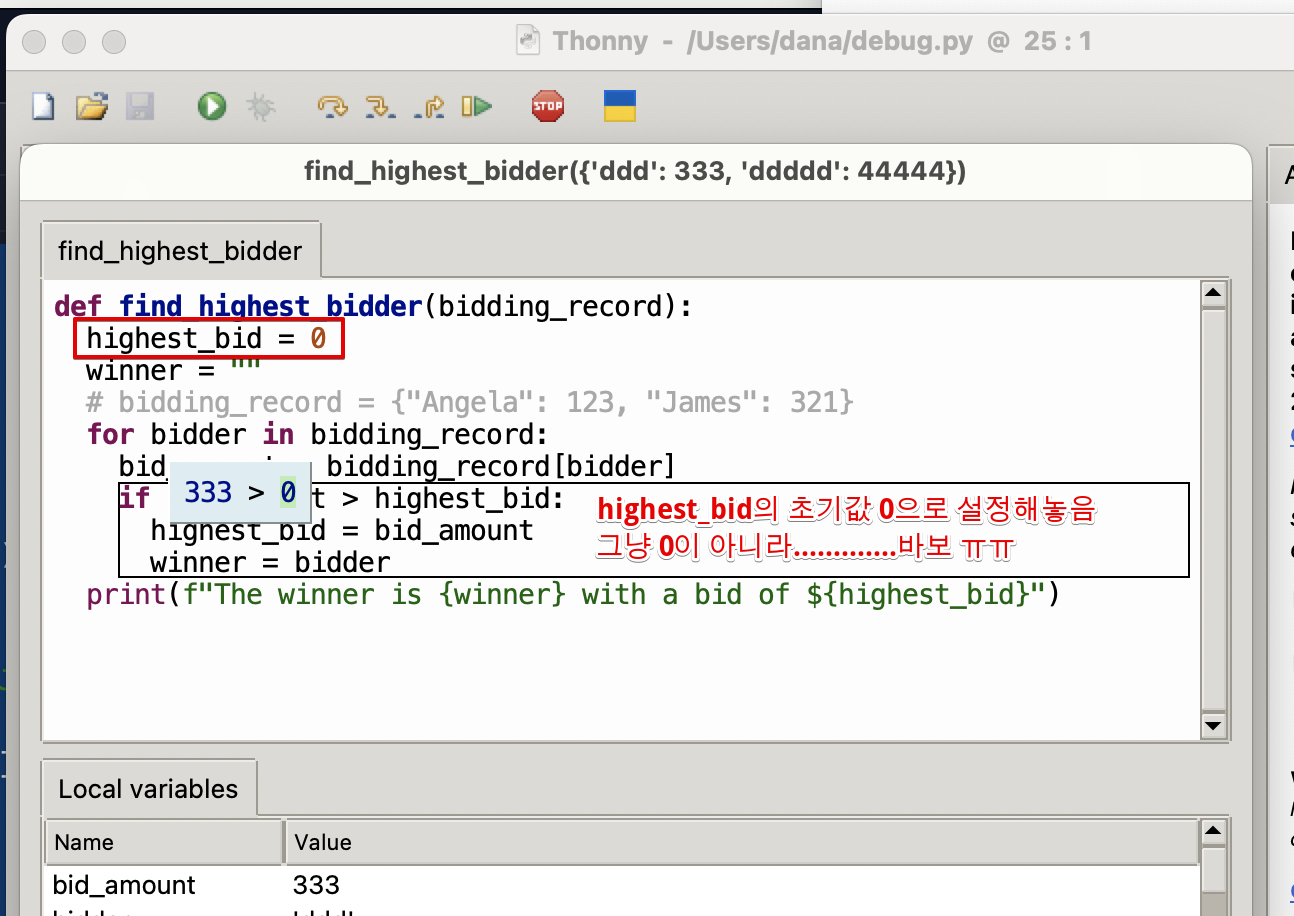 Thonny - /Users/dana/debug.py @ 25 : 1
STOP
find_highest_bidder({'ddd': 333, 'ddddd': 44444})
find_highest_bidder
def find_highest_bidder(bidding_record):
highest_bid = 0
winner = ""
# bidding_record = {"Angela": 123, "James": 321}
for bidder in bidding_record:
bid bidding_record[bidder]
if 333 > 0 t > highest_bid:
highest_bid = bid_amount
winner = bidder
print(f"The winner is {winner} with a bid of ${highest_bid}")
highest_bid의 초기값 0으로 설정해놓음
그냥 0이 아니라.............바보 ㅠㅠ
Local variables
Name Value
bid_amount 333